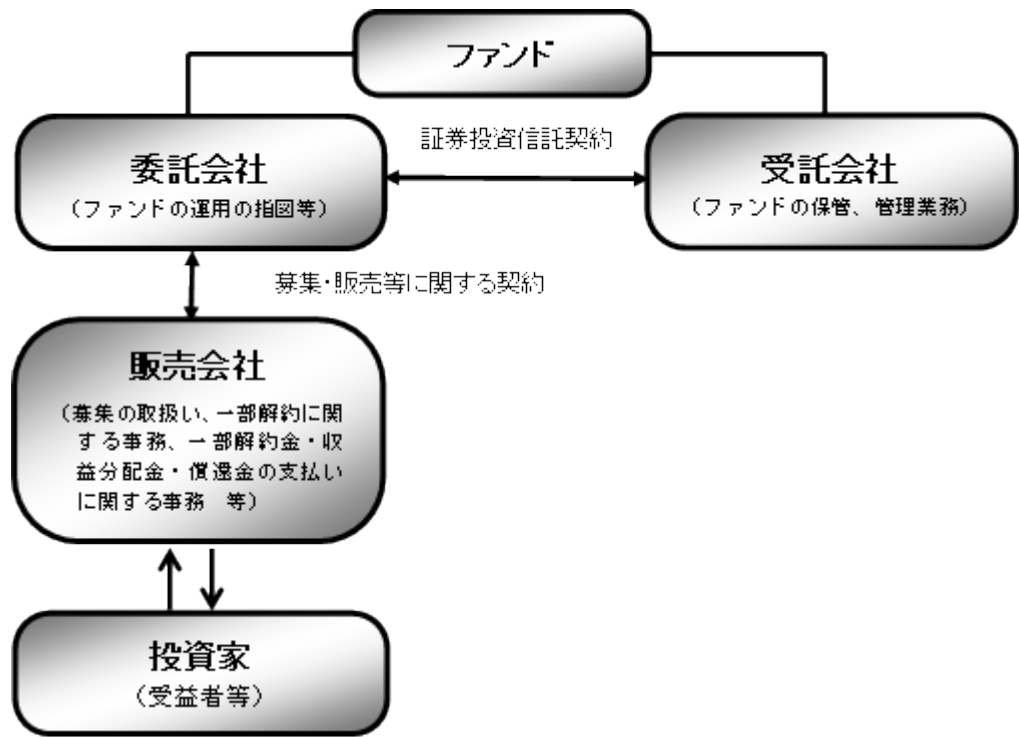 ファンド
証券投資信託契約
委託会社
（ファンドの運用の指図等）
受託会社
（ファンドの保管、管理業務）
募集・販売等に関する契約
販売会社
（募集の取扱い、一部解約に関
する事務、一部解約金・収
益分配金・償還金の支払い
に関する事務　等）
投資家
（受益者等）